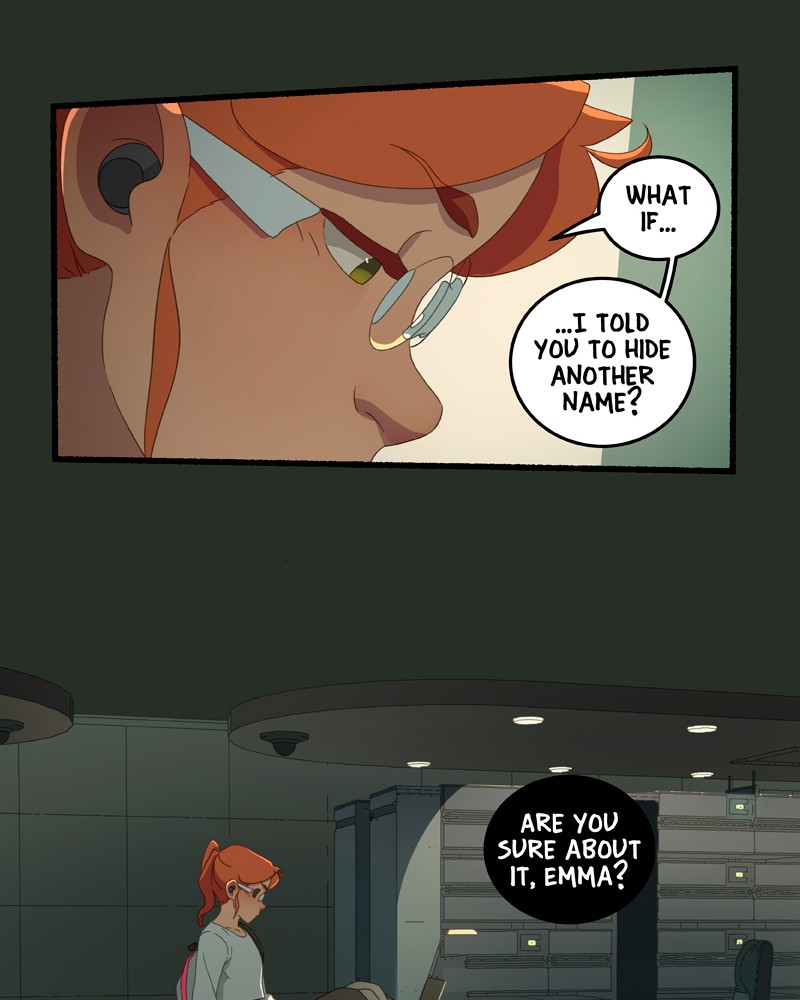 WHAT
IF...
...I TOLD
YOU TO HIDE
ANOTHER
NAME?
ARE YOU
SURE ABOUT
IT, EMMA?